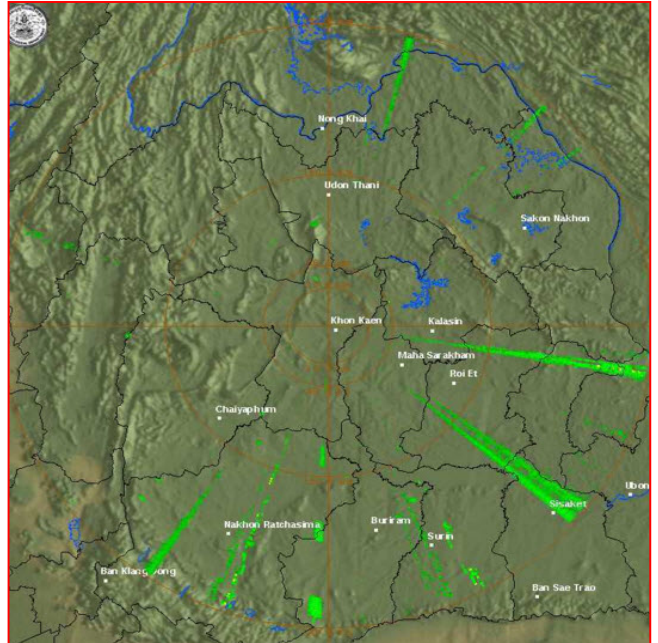 Nong Khai
Udon Thani
Sakon Nakhon
Khon Kaen
Kalasin
Maha Sarakham
Roi Et
Chaiyaphum
Ubon
Sisaket
Nakhon Ratchasima
Buriram
Surin
Ban Klang Dong
Ban Sae Trao